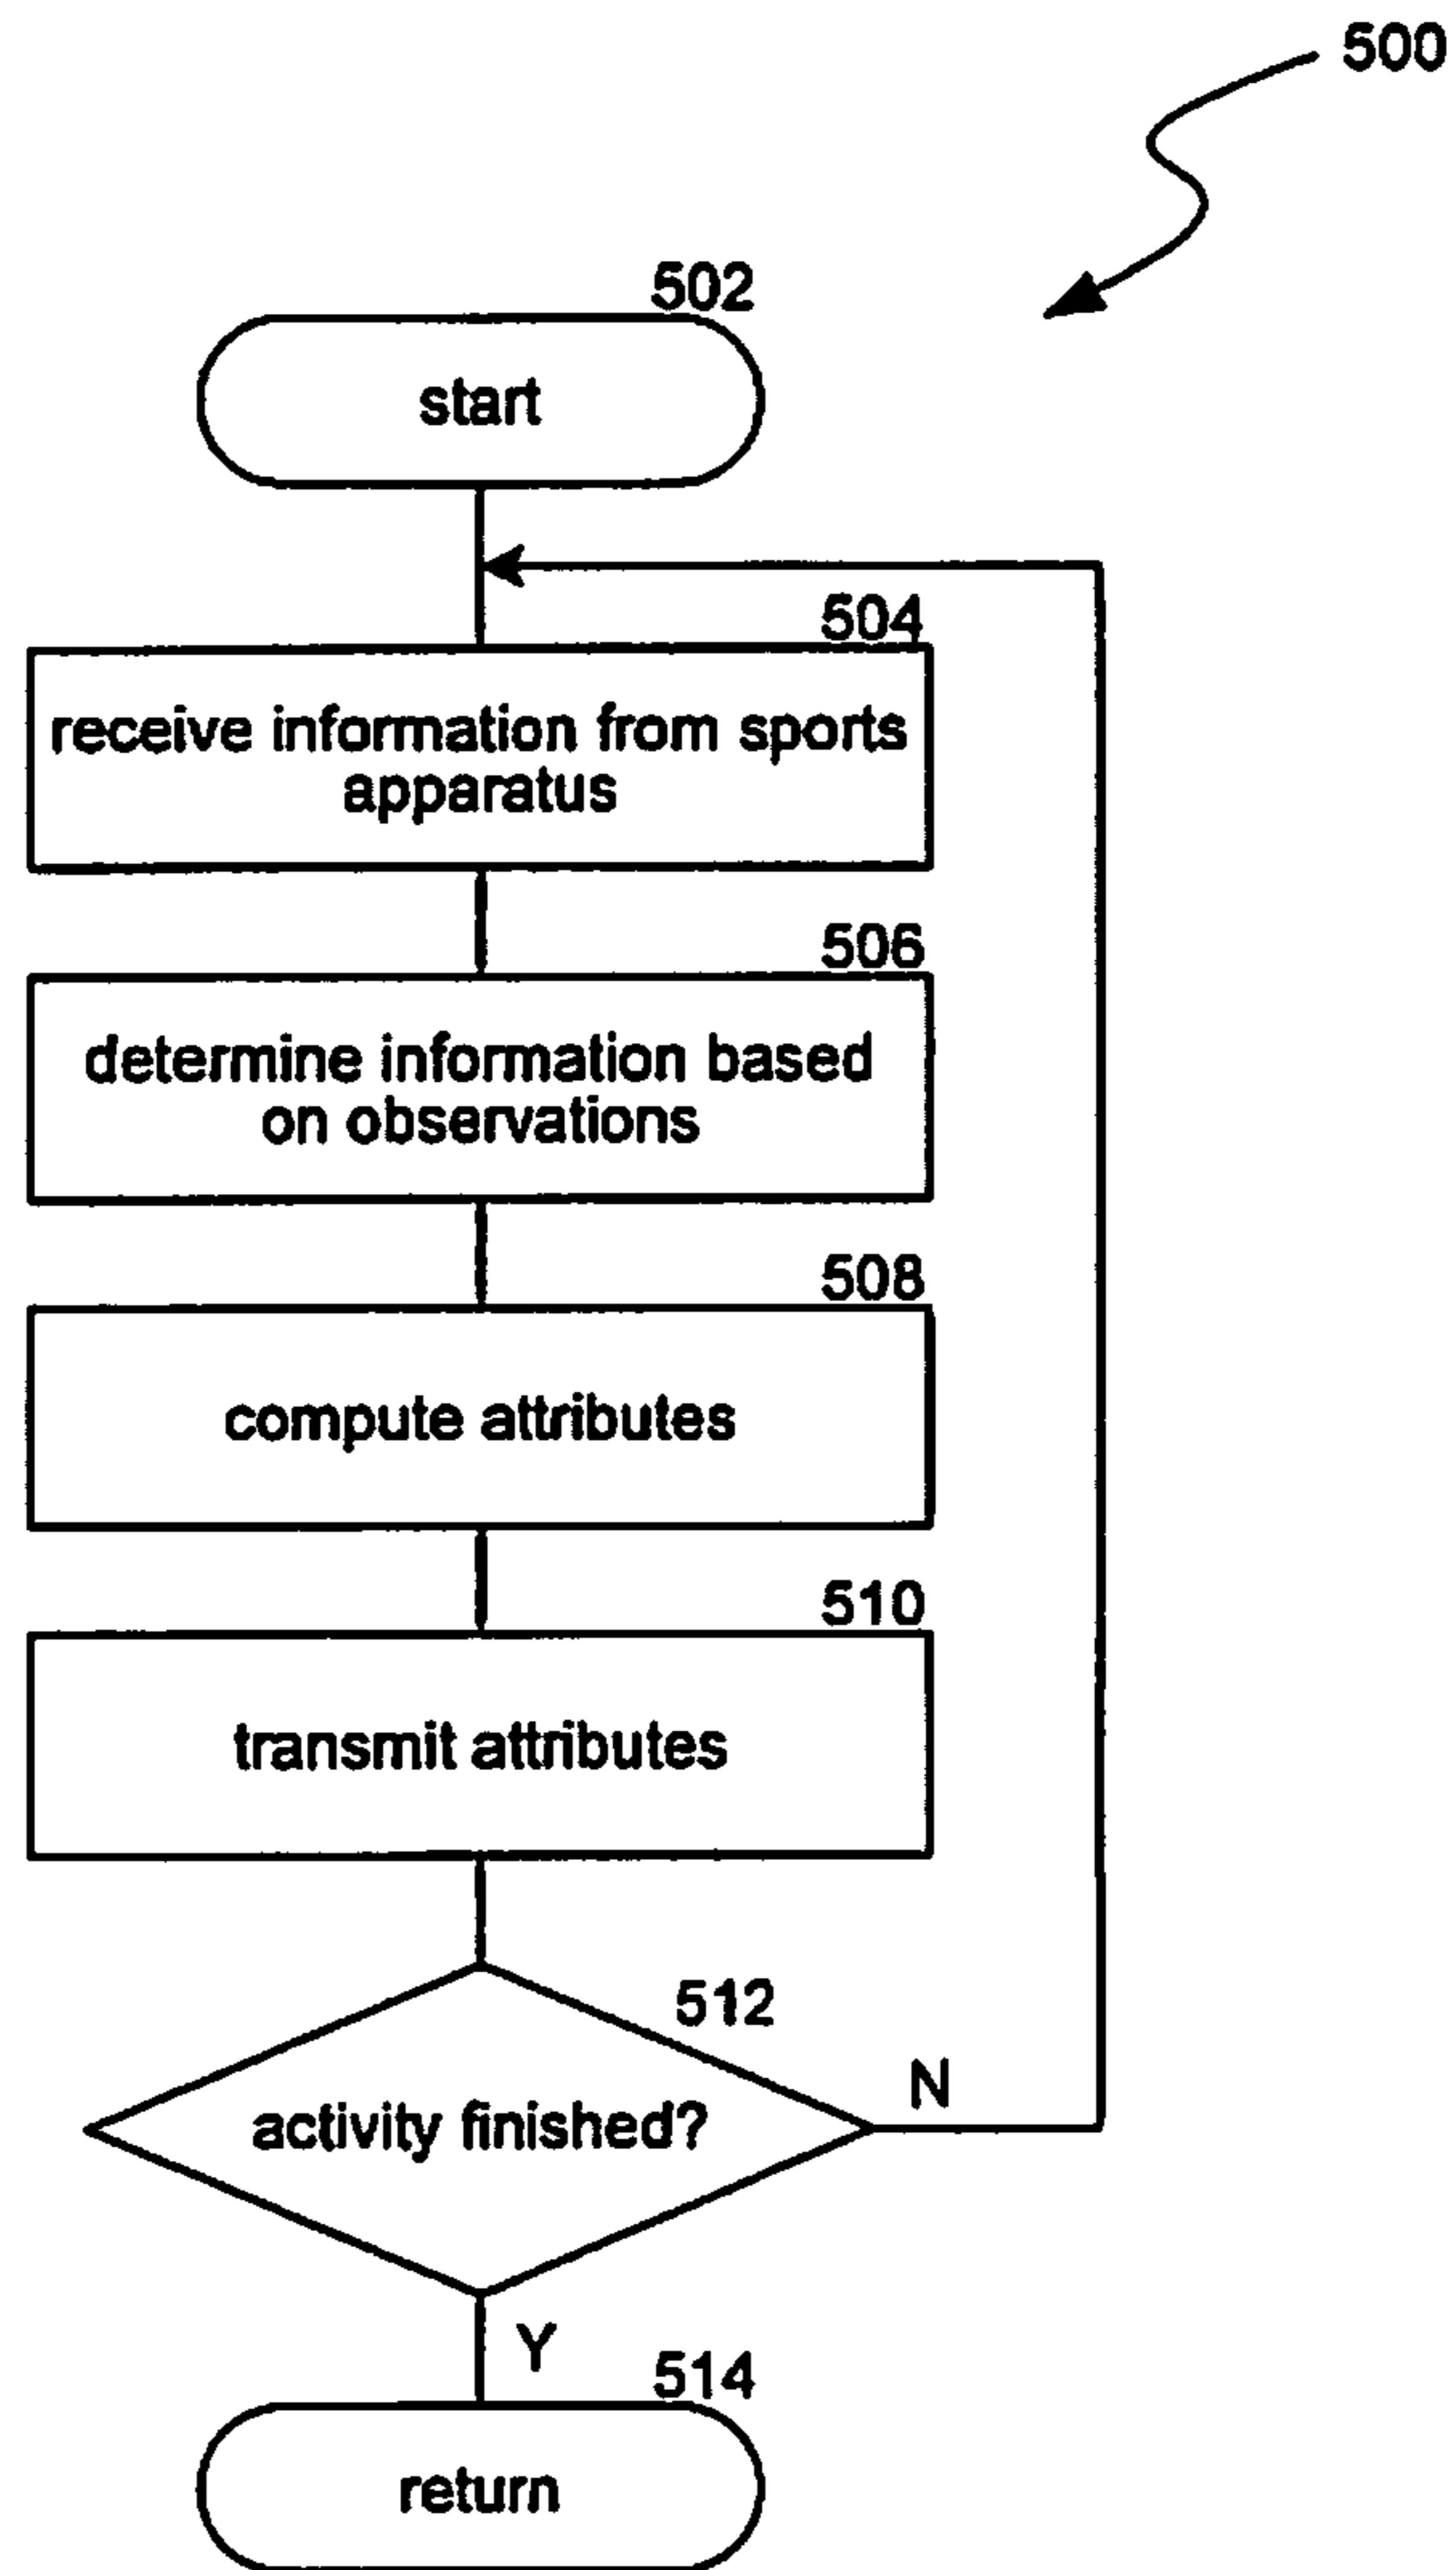 500
502
start
504
receive information from sports
apparatus
506
determine information based
on observations
508
compute attributes
510
transmit attributes
512
activity finished?
N
Y
514
return